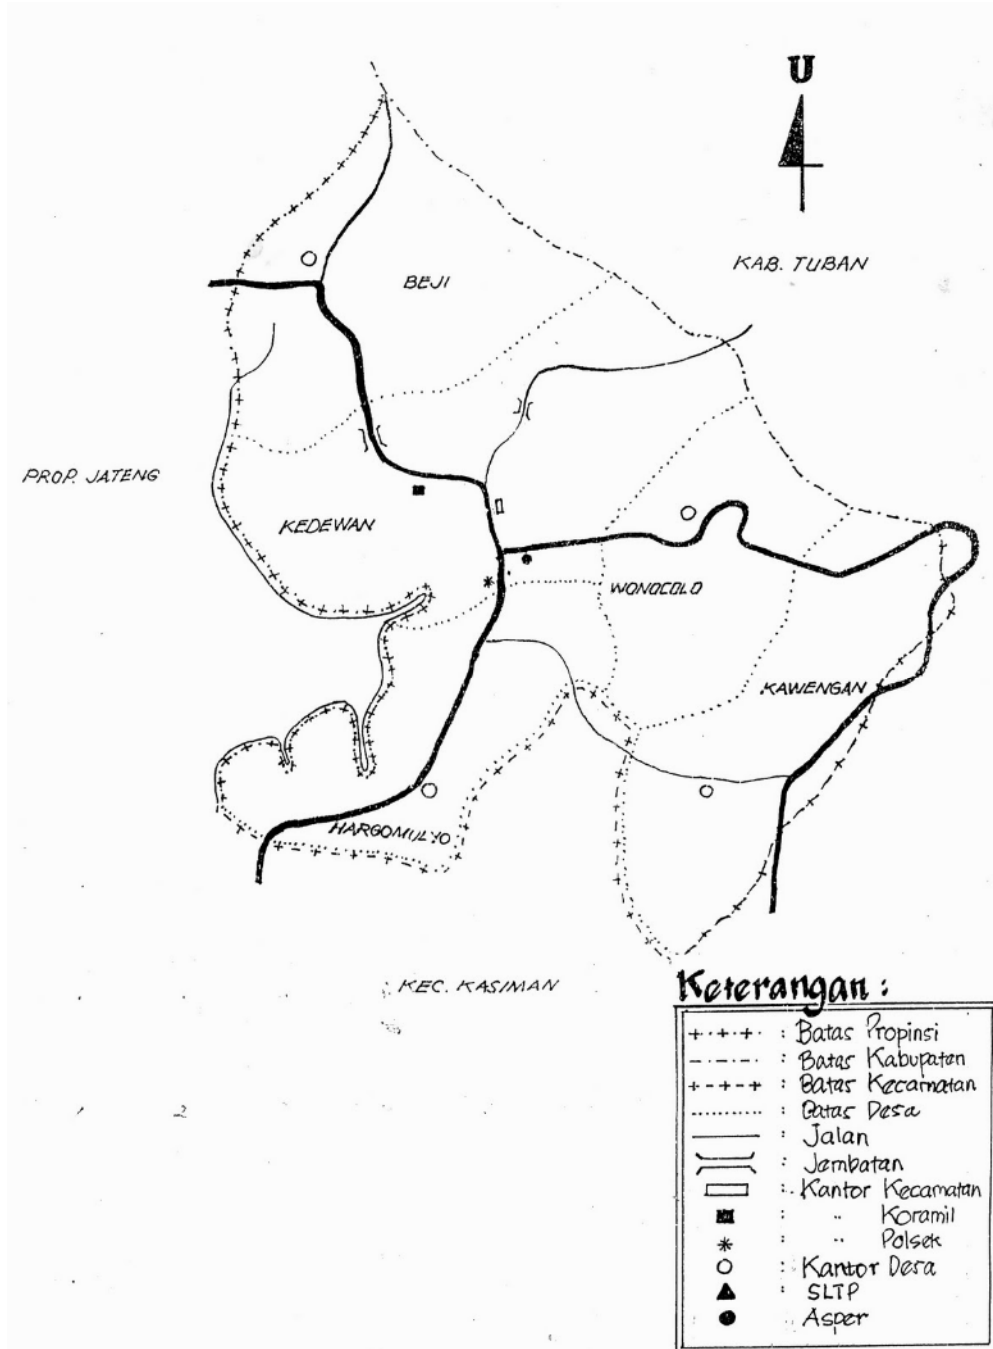 U
KAB. TUBAN
BEJI
PROP. JATENG
KEDEWAN
WONOCOLO
KAWENGAN
HARGOMULYO
KEC. KASIMAN
2
Keterangan :
: Batas Propinsi
: Batas Kabupaten
: Batas Kecamatan
: Batas Desa
: Jalan
: Jembatan
: Kantor Kecamatan
: " Koramil
: " Polsek
: Kantor Desa
: SLTP
: Asper